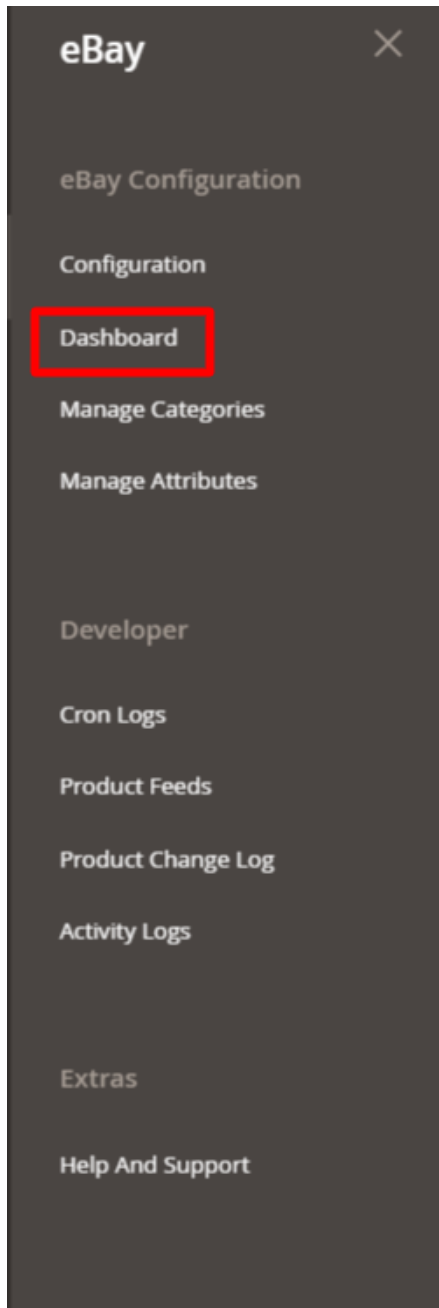 eBay
eBay Configuration
Configuration
Dashboard
Manage Categories
Manage Attributes
Developer
Cron Logs
Product Feeds
Product Change Log
Activity Logs
Extras
Help And Support